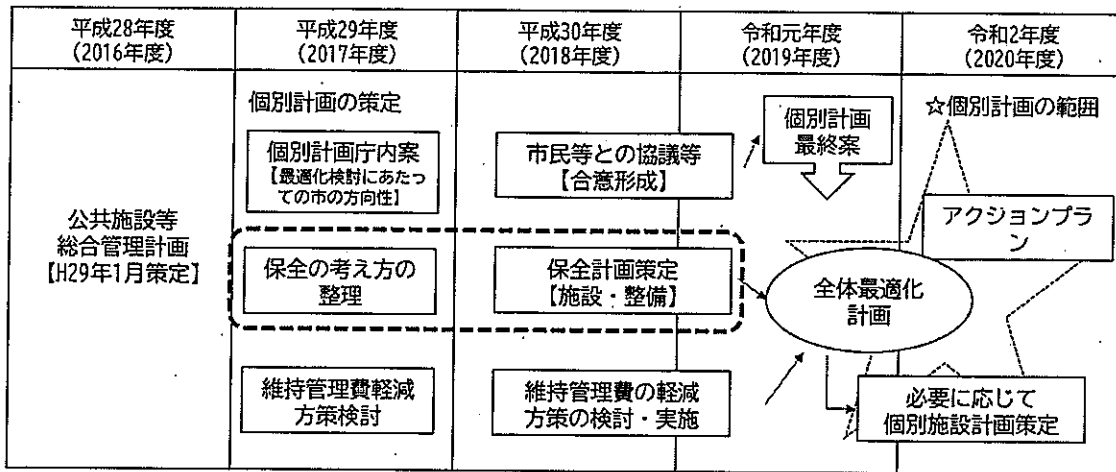 平成28年度
(2016年度)
平成29年度
(2017年度)
平成30年度
(2018年度)
令和元年度
(2019年度)
令和2年度
(2020年度)
公共施設等
総合管理計画
【H29年1月策定】
個別計画の策定
個別計画庁内案
【最適化検討にあたっ
ての市の方向性】
保全の考え方の
整理
維持管理費軽減
方策検討
市民等との協議等
【合意形成】
保全計画策定
【施設・整備】
維持管理費の軽減
方策の検討・実施
個別計画
最終案
全体最適化
計画
☆個別計画の範囲
アクションプラ
ン
必要に応じて
個別施設計画策定